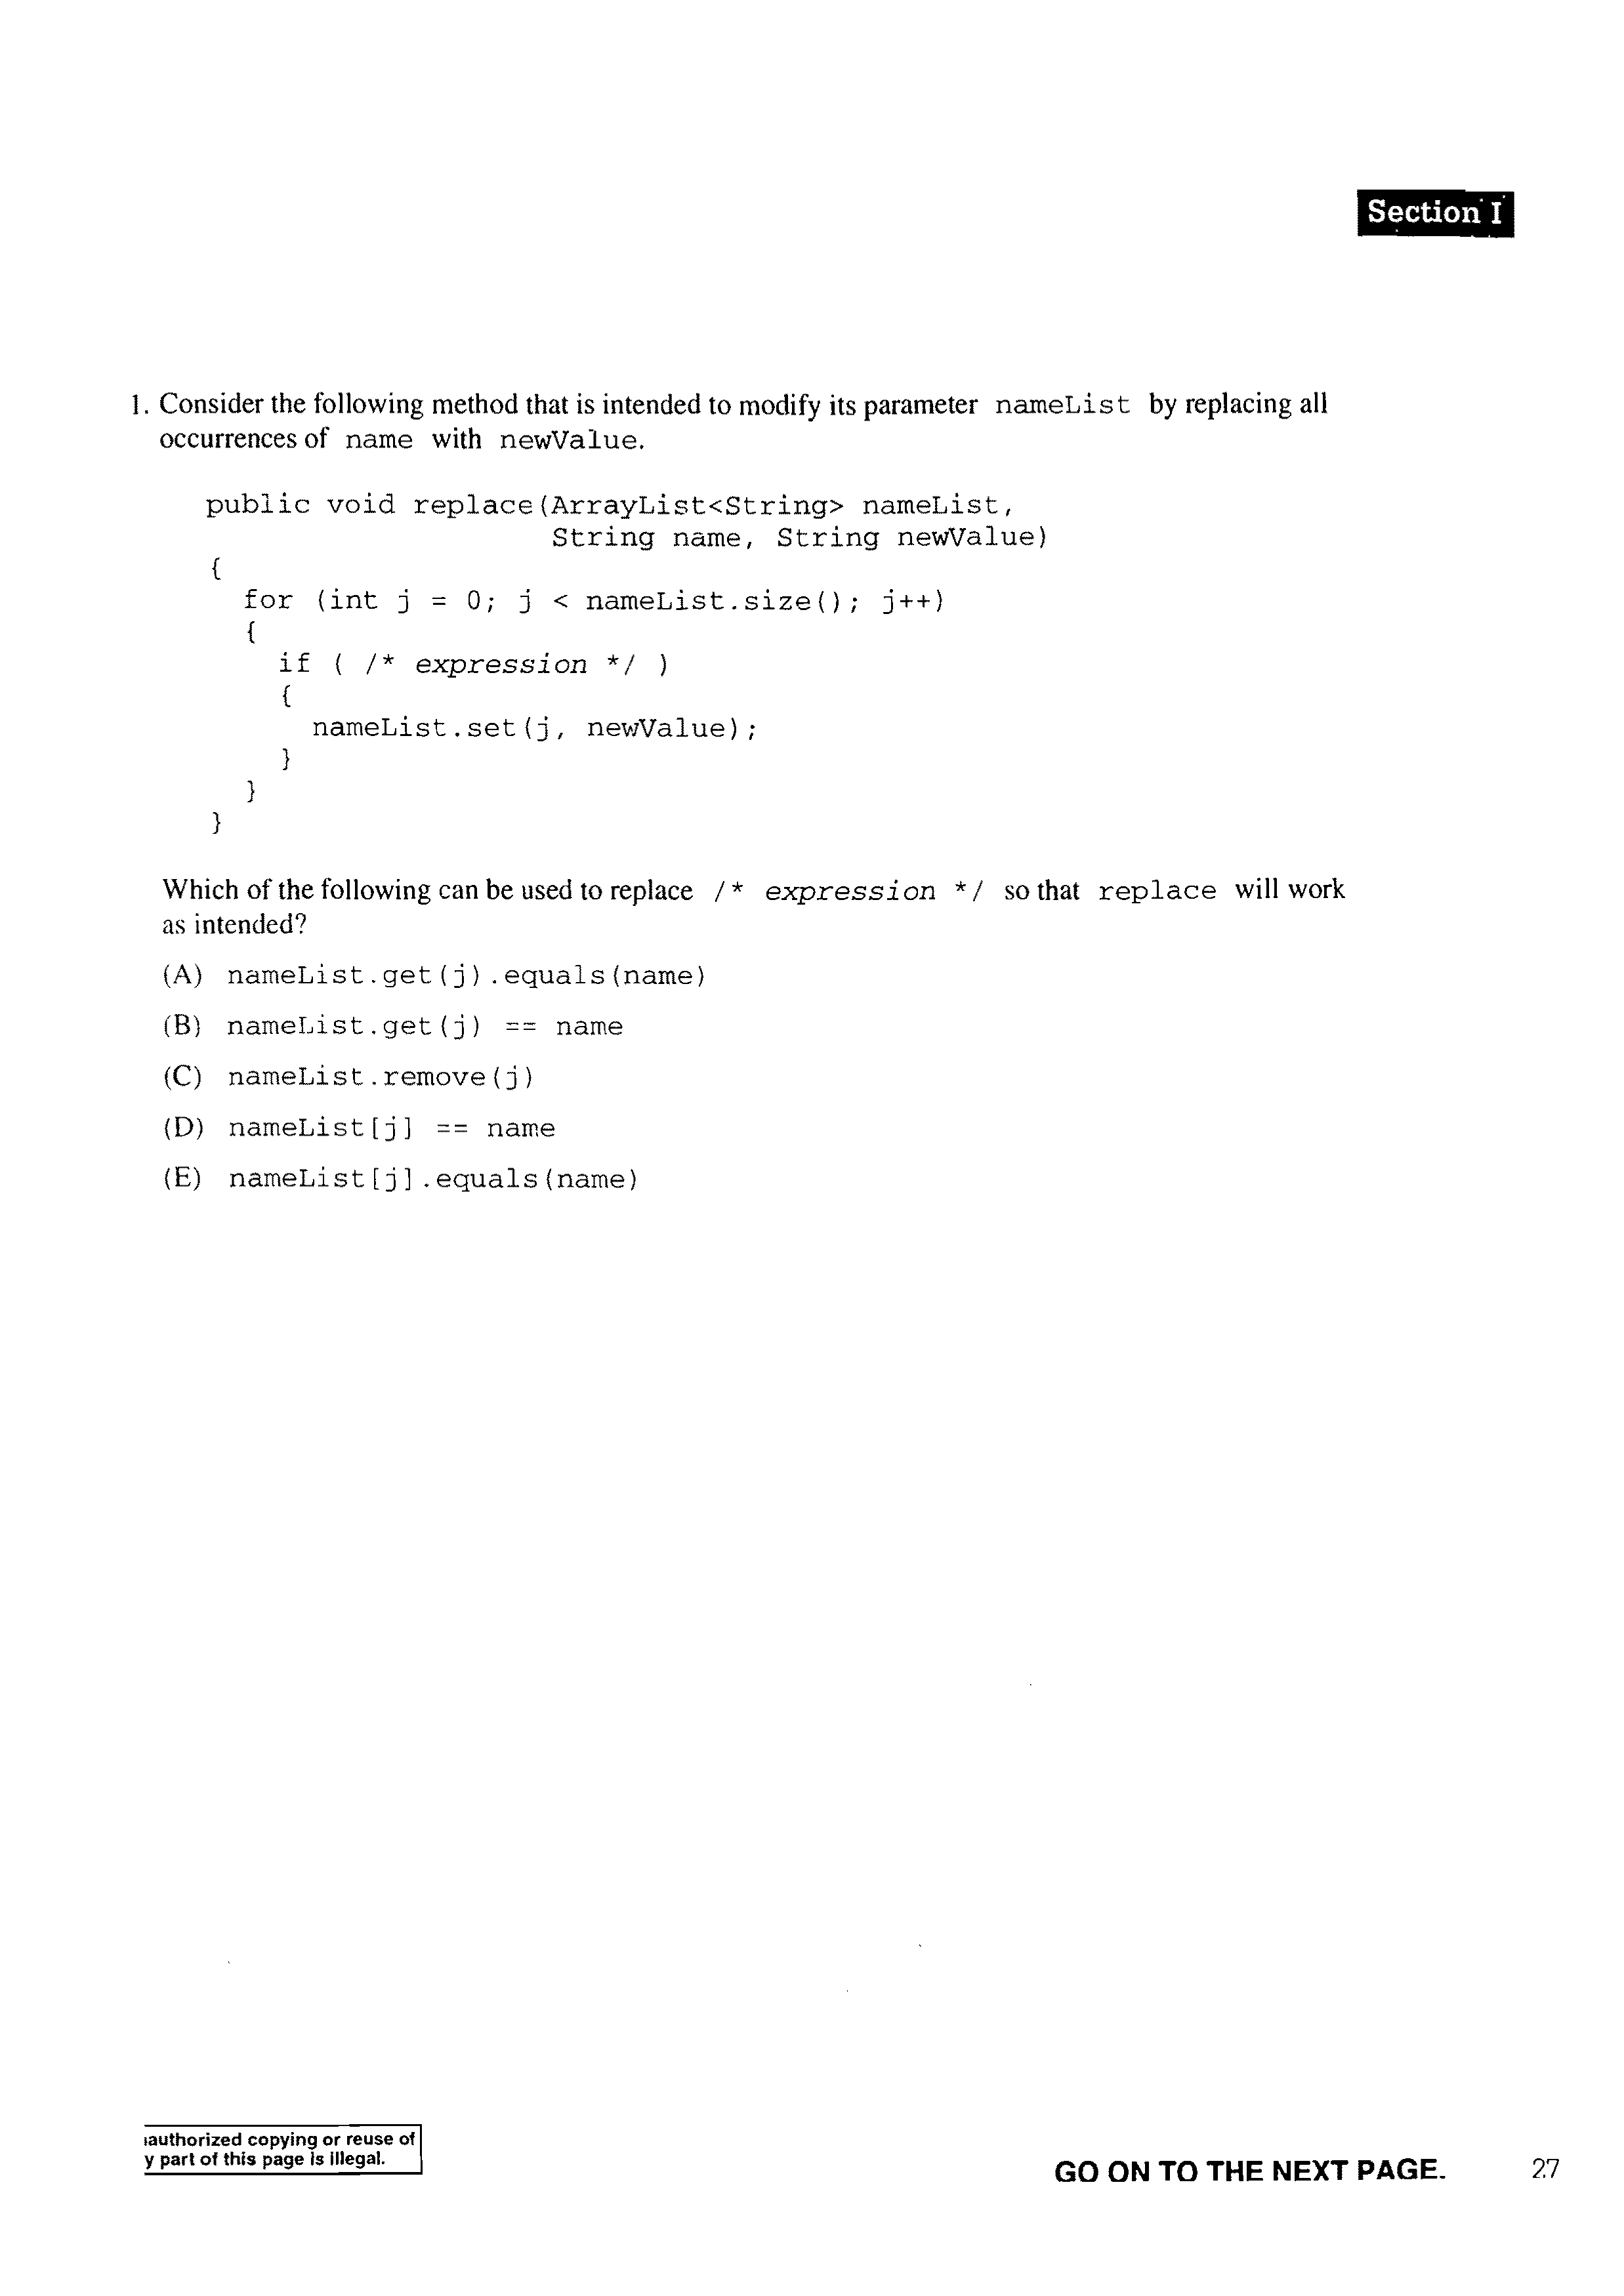 Section I
1. Consider the following method that is intended to modify its parameter nameList by replacing all
occurrences of name with newValue.
public void replace(ArrayList<String> nameList,
String name, String newValue)
{
for (int j = 0; j < nameList.size(); j++)
{
if ( /* expression */ )
{
nameList.set(j, newValue);
}
}
}
Which of the following can be used to replace /* expression */ so that replace will work
as intended?
(A) nameList.get(j).equals(name)
(B) nameList.get(j) == name
(C) nameList.remove(j)
(D) nameList[j] == name
(E) nameList[j].equals(name)
authorized copying or reuse of
y part of this page is illegal.
GO ON TO THE NEXT PAGE. 27